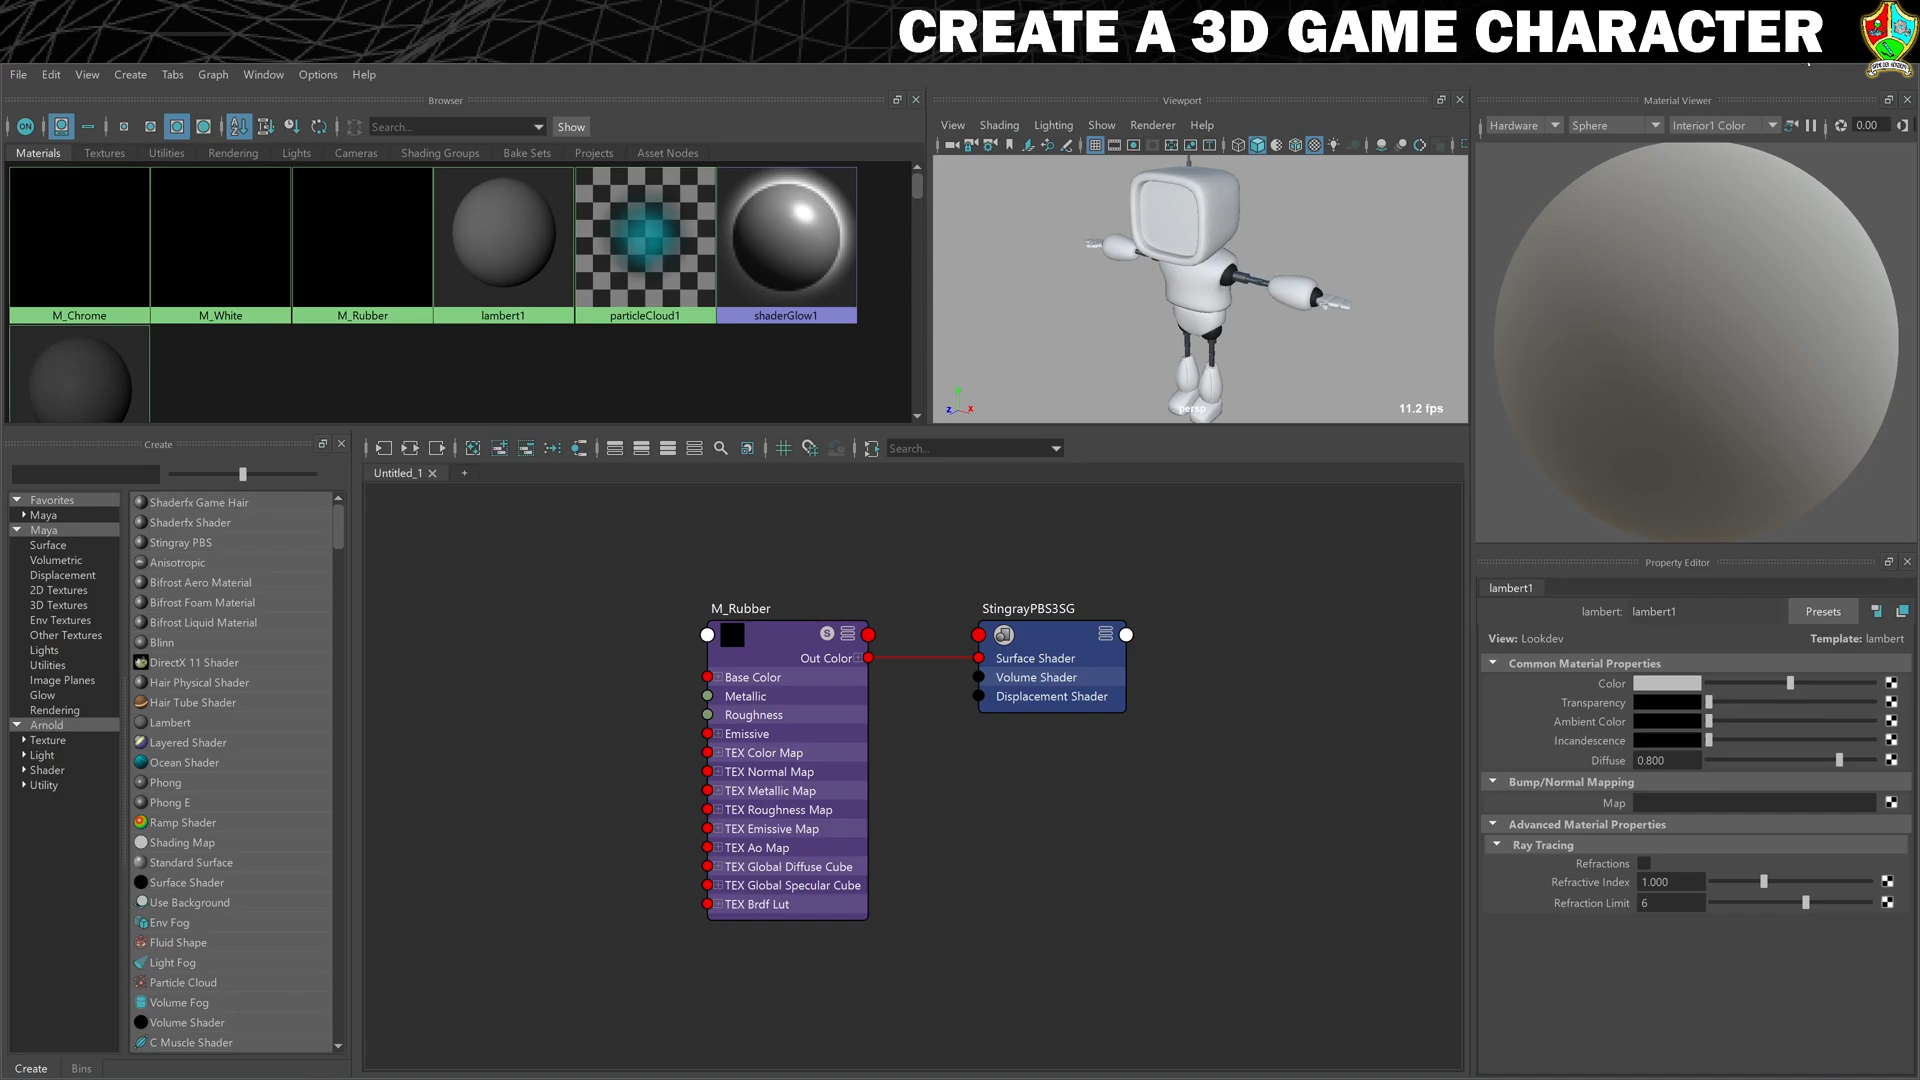 CREATE A 3D GAME CHARACTER
File Edit View Create Tabs Graph Window Options Help
Browser
ON
Search...
Show
Materials Textures Utilities Rendering Lights Cameras Shading Groups Bake Sets Projects Asset Nodes
M_Chrome M_White M_Rubber lambert1 particleCloud1 shaderGlow1
Viewport
View Shading Lighting Show Renderer Help
persp
11.2 fps
z x
Material Viewer
Hardware Sphere Interior1 Color 0.00
Create
Favorites
Maya
Maya
Surface
Volumetric
Displacement
2D Textures
3D Textures
Env Textures
Other Textures
Lights
Utilities
Image Planes
Glow
Rendering
Arnold
Texture
Light
Shader
Utility
Shaderfx Game Hair
Shaderfx Shader
Stingray PBS
Anisotropic
Bifrost Aero Material
Bifrost Foam Material
Bifrost Liquid Material
Blinn
DirectX 11 Shader
Hair Physical Shader
Hair Tube Shader
Lambert
Layered Shader
Ocean Shader
Phong
Phong E
Ramp Shader
Shading Map
Standard Surface
Surface Shader
Use Background
Env Fog
Fluid Shape
Light Fog
Particle Cloud
Volume Fog
Volume Shader
C Muscle Shader
Create Bins
Search...
Untitled_1
+
M_Rubber
S
Out Color
Base Color
Metallic
Roughness
Emissive
TEX Color Map
TEX Normal Map
TEX Metallic Map
TEX Roughness Map
TEX Emissive Map
TEX Ao Map
TEX Global Diffuse Cube
TEX Global Specular Cube
TEX Brdf Lut
StingrayPBS3SG
Surface Shader
Volume Shader
Displacement Shader
Property Editor
lambert1
lambert: lambert1 Presets
View: Lookdev Template: lambert
Common Material Properties
Color
Transparency
Ambient Color
Incandescence
Diffuse 0.800
Bump/Normal Mapping
Map
Advanced Material Properties
Ray Tracing
Refractions
Refractive Index 1.000
Refraction Limit 6